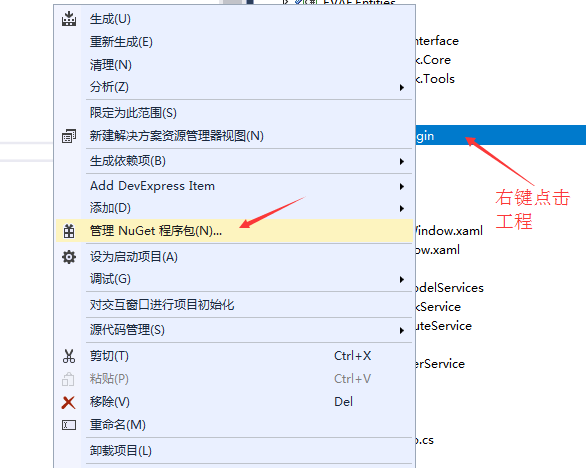 生成(U)
重新生成(E)
清理(N)
分析(Z)
限定为此范围(S)
新建解决方案资源管理器视图(N)
生成依赖项(B)
Add DevExpress Item
添加(D)
管理 NuGet 程序包(N)...
设为启动项目(A)
调试(G)
对交互窗口进行项目初始化
源代码管理(S)
剪切(T) Ctrl+X
粘贴(P) Ctrl+V
移除(V) Del
重命名(M)
卸载项目(L)
nterface
k.Core
k.Tools
gin
右键点击
工程
Window.xaml
ow.xaml
odelServices
kService
uteService
erService
o.cs